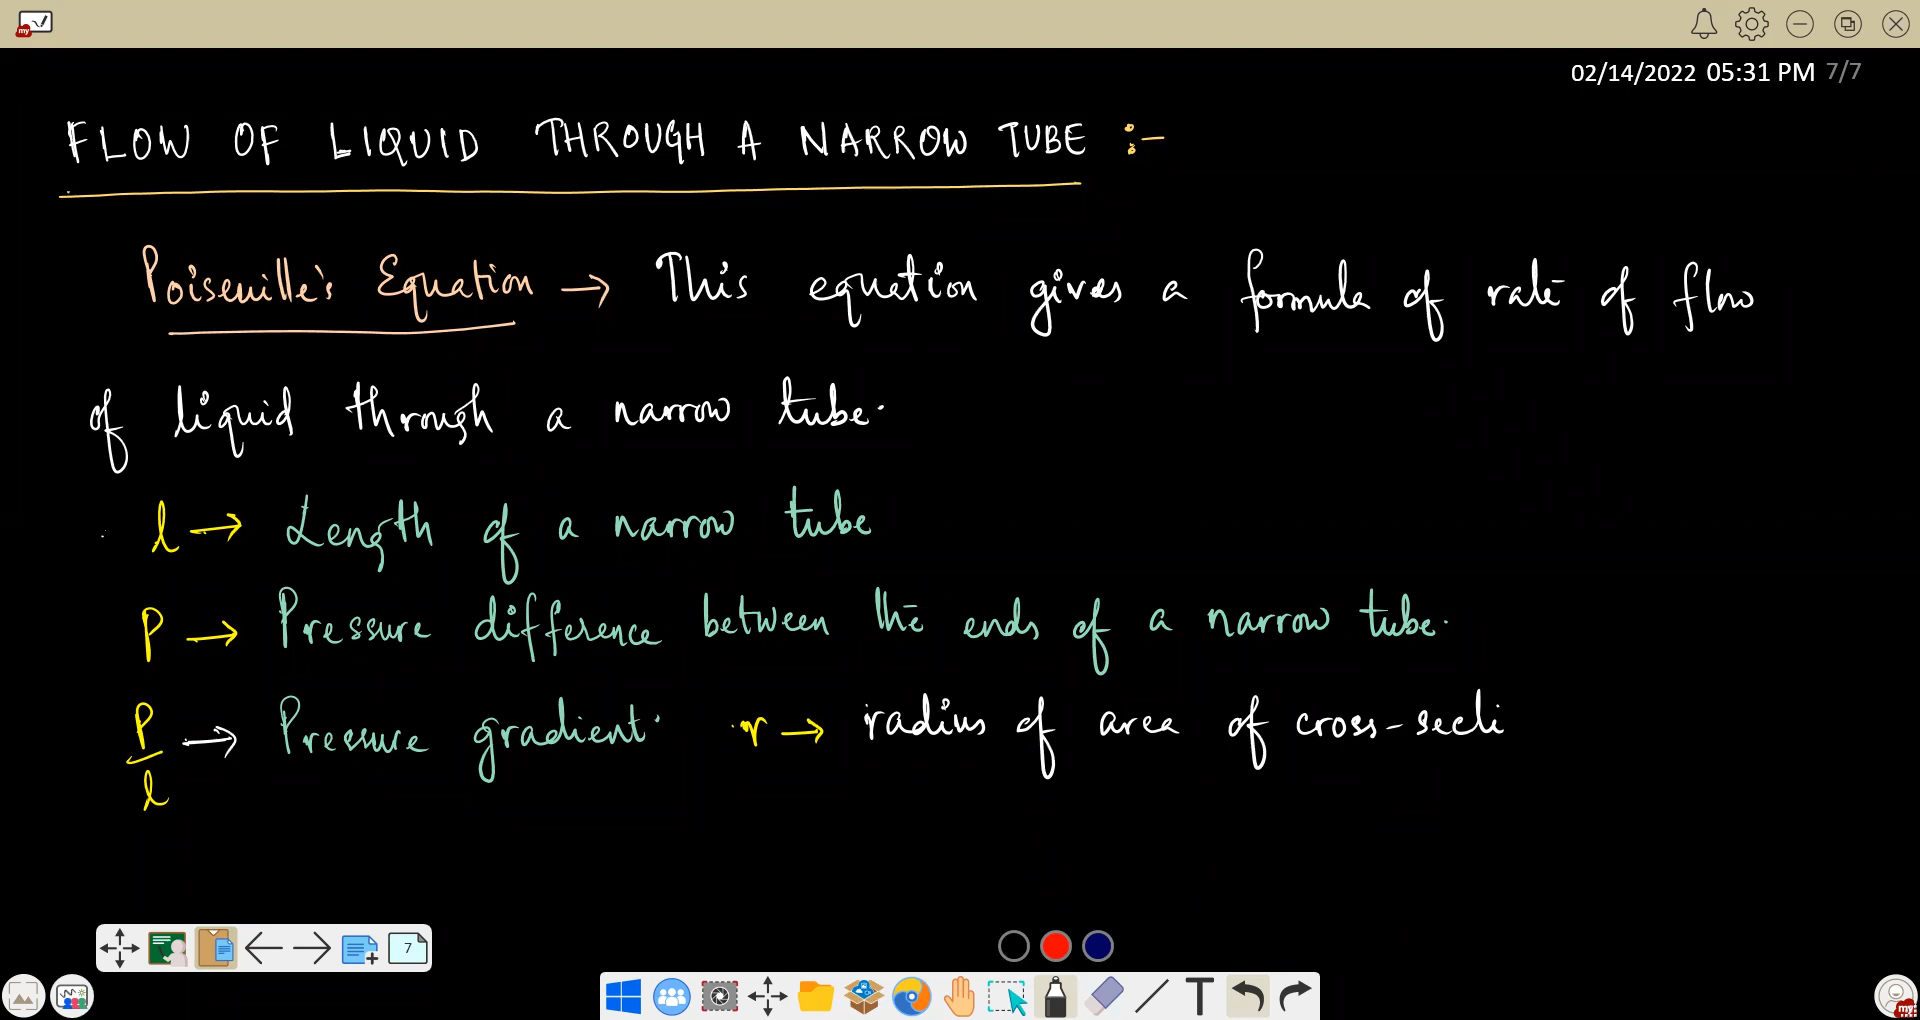 02/14/2022 05:31 PM 7/7
FLOW OF LIQUID THROUGH A NARROW TUBE :-
Poiseuille's Equation → This equation gives a formula of rate of flow
of liquid through a narrow tube.
l → Length of a narrow tube
P → Pressure difference between the ends of a narrow tube.
P/l → Pressure gradient. r → radius of area of cross-secti
7